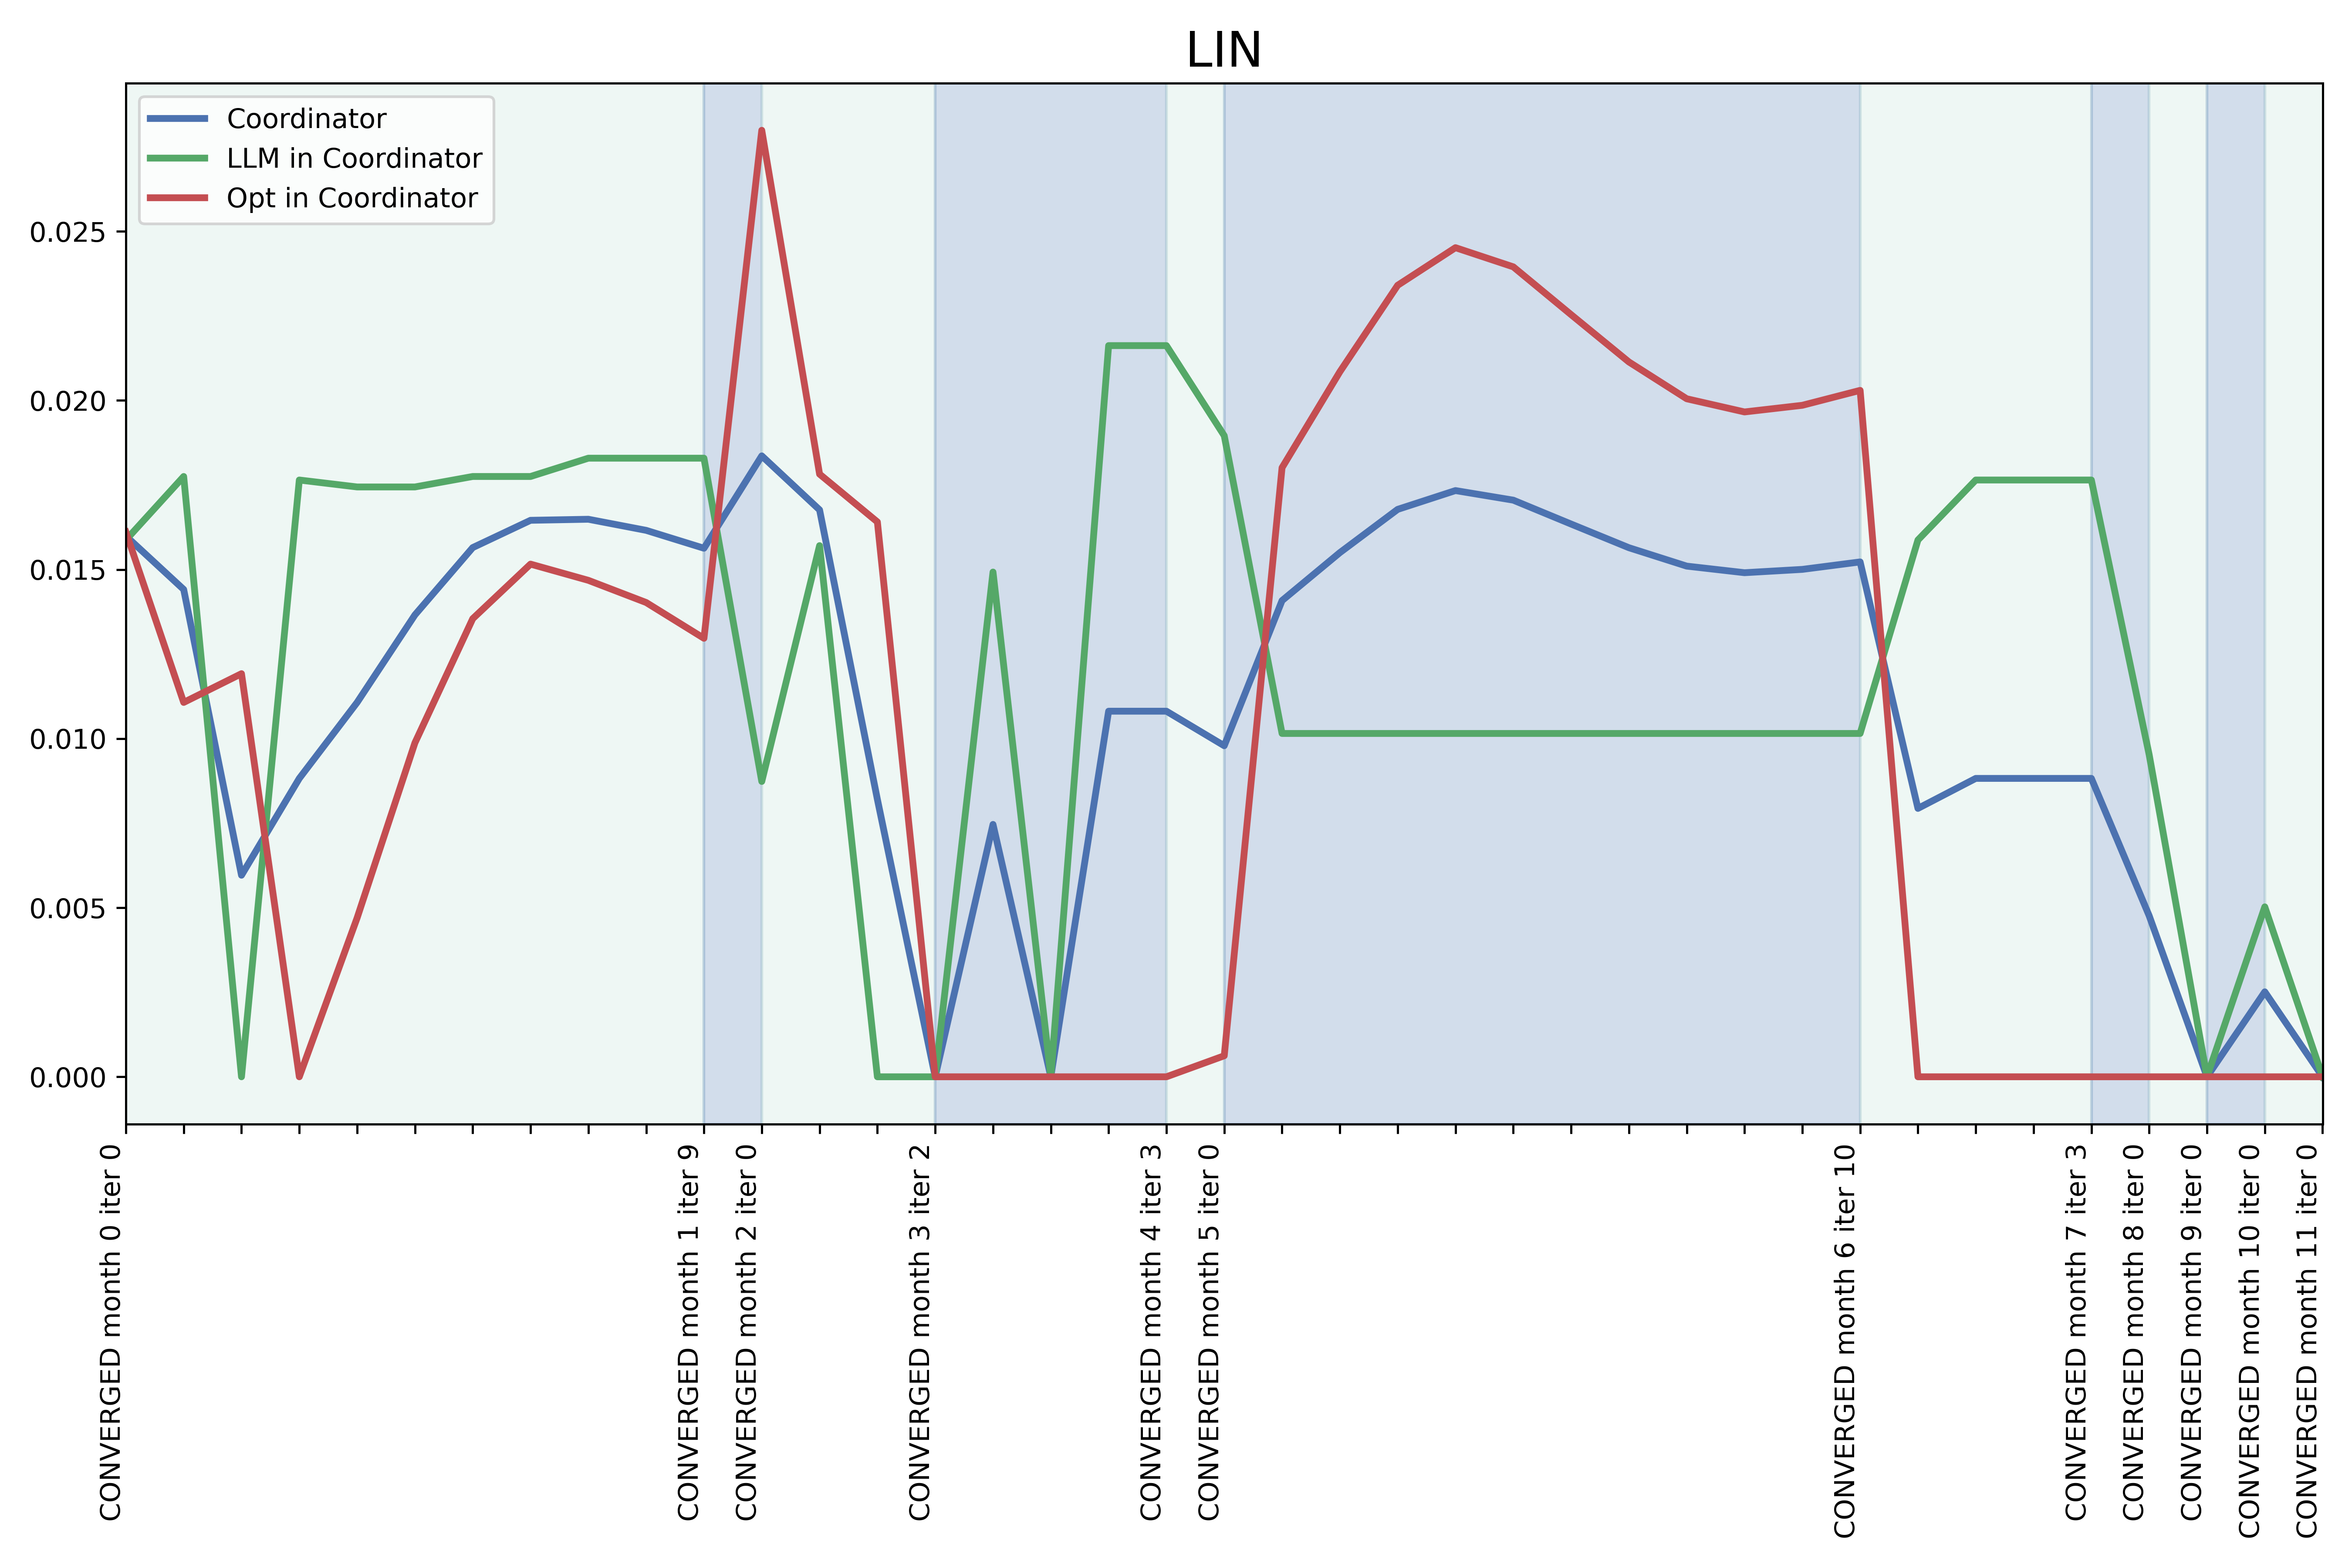 LIN
Coordinator
LLM in Coordinator
Opt in Coordinator
0.025
0.020
0.015
0.010
0.005
0.000
CONVERGED month 0 iter 0
CONVERGED month 1 iter 9
CONVERGED month 2 iter 0
CONVERGED month 3 iter 2
CONVERGED month 4 iter 3
CONVERGED month 5 iter 0
CONVERGED month 6 iter 10
CONVERGED month 7 iter 3
CONVERGED month 8 iter 0
CONVERGED month 9 iter 0
CONVERGED month 10 iter 0
CONVERGED month 11 iter 0